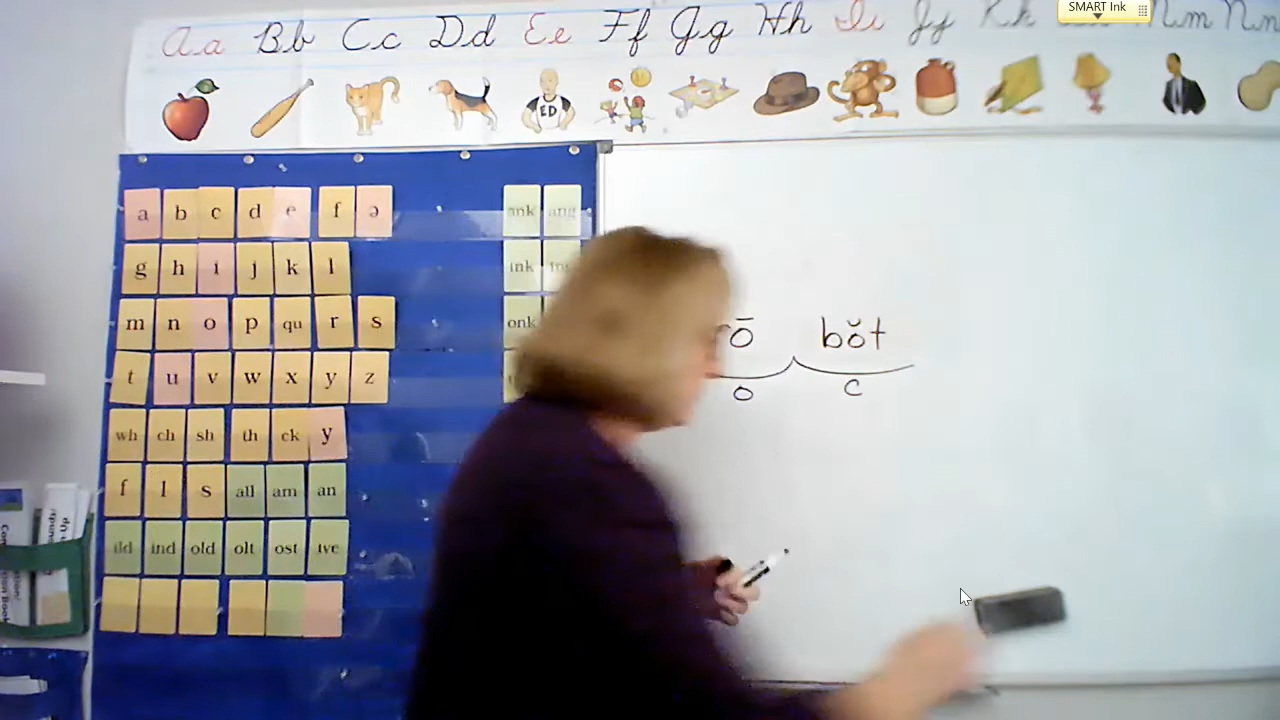 SMART Ink
Aa Bb Cc Dd Ee Ff Gg Hh Ii Jj Kk Mm Nn
ED
a b c d e f ə ank ang
g h i j k l ink
m n o p qu r s onk
t u v w x y z
wh ch sh th ck y
f l s all am an
ild ind old olt ost ive
ō bŏt
o c